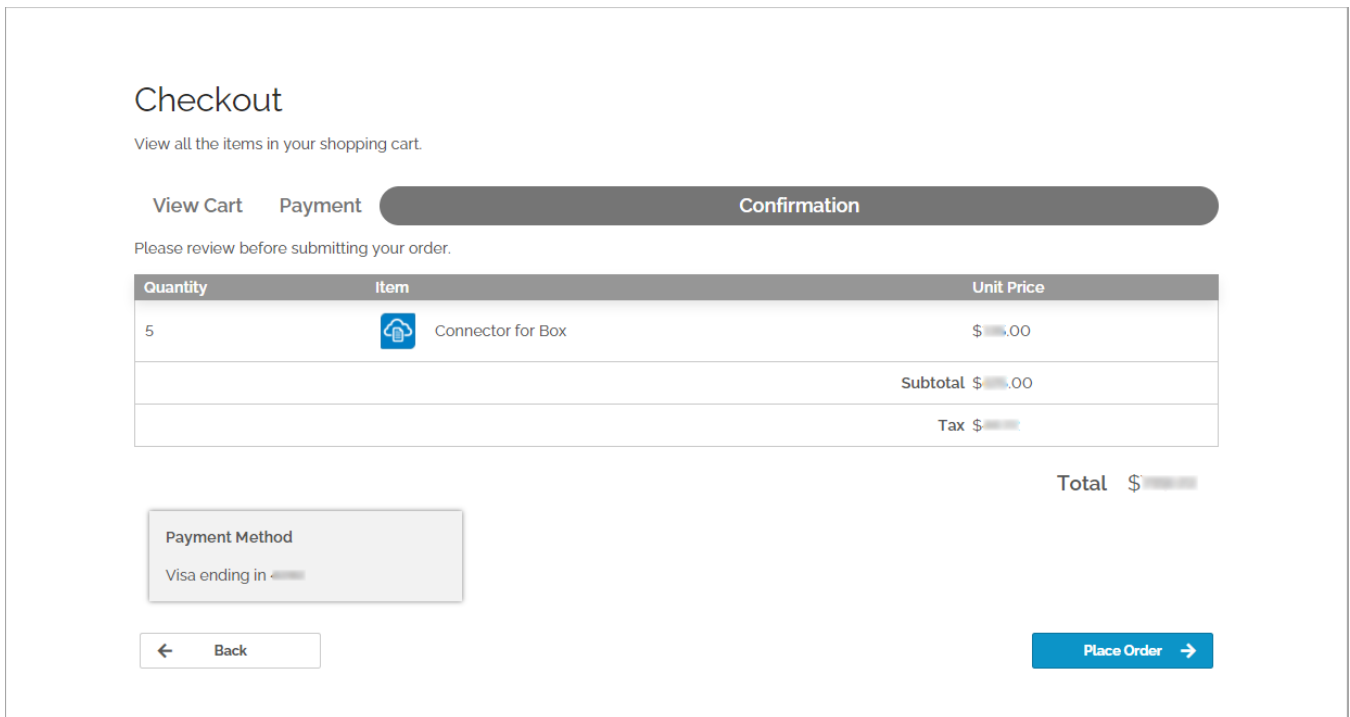 Checkout
View all the items in your shopping cart.
View Cart Payment Confirmation
Please review before submitting your order.
Quantity Item Unit Price
5 Connector for Box $ .00
Subtotal $ .00
Tax $
Total $
Payment Method
Visa ending in
Back Place Order